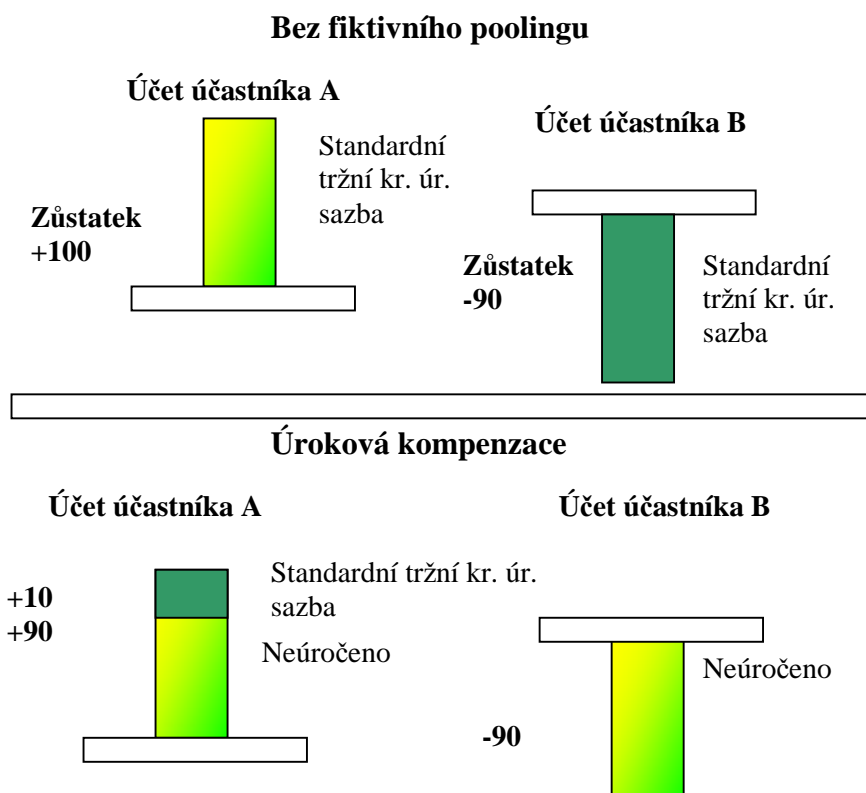 Bez fiktivního poolingu
Účet účastníka A
Standardní
tržní kr. úr.
sazba
Zůstatek
+100
Účet účastníka B
Zůstatek
-90
Standardní
tržní kr. úr.
sazba
Úroková kompenzace
Účet účastníka A
+10
+90
Standardní tržní kr. úr.
sazba
Neúročeno
Účet účastníka B
Neúročeno
-90